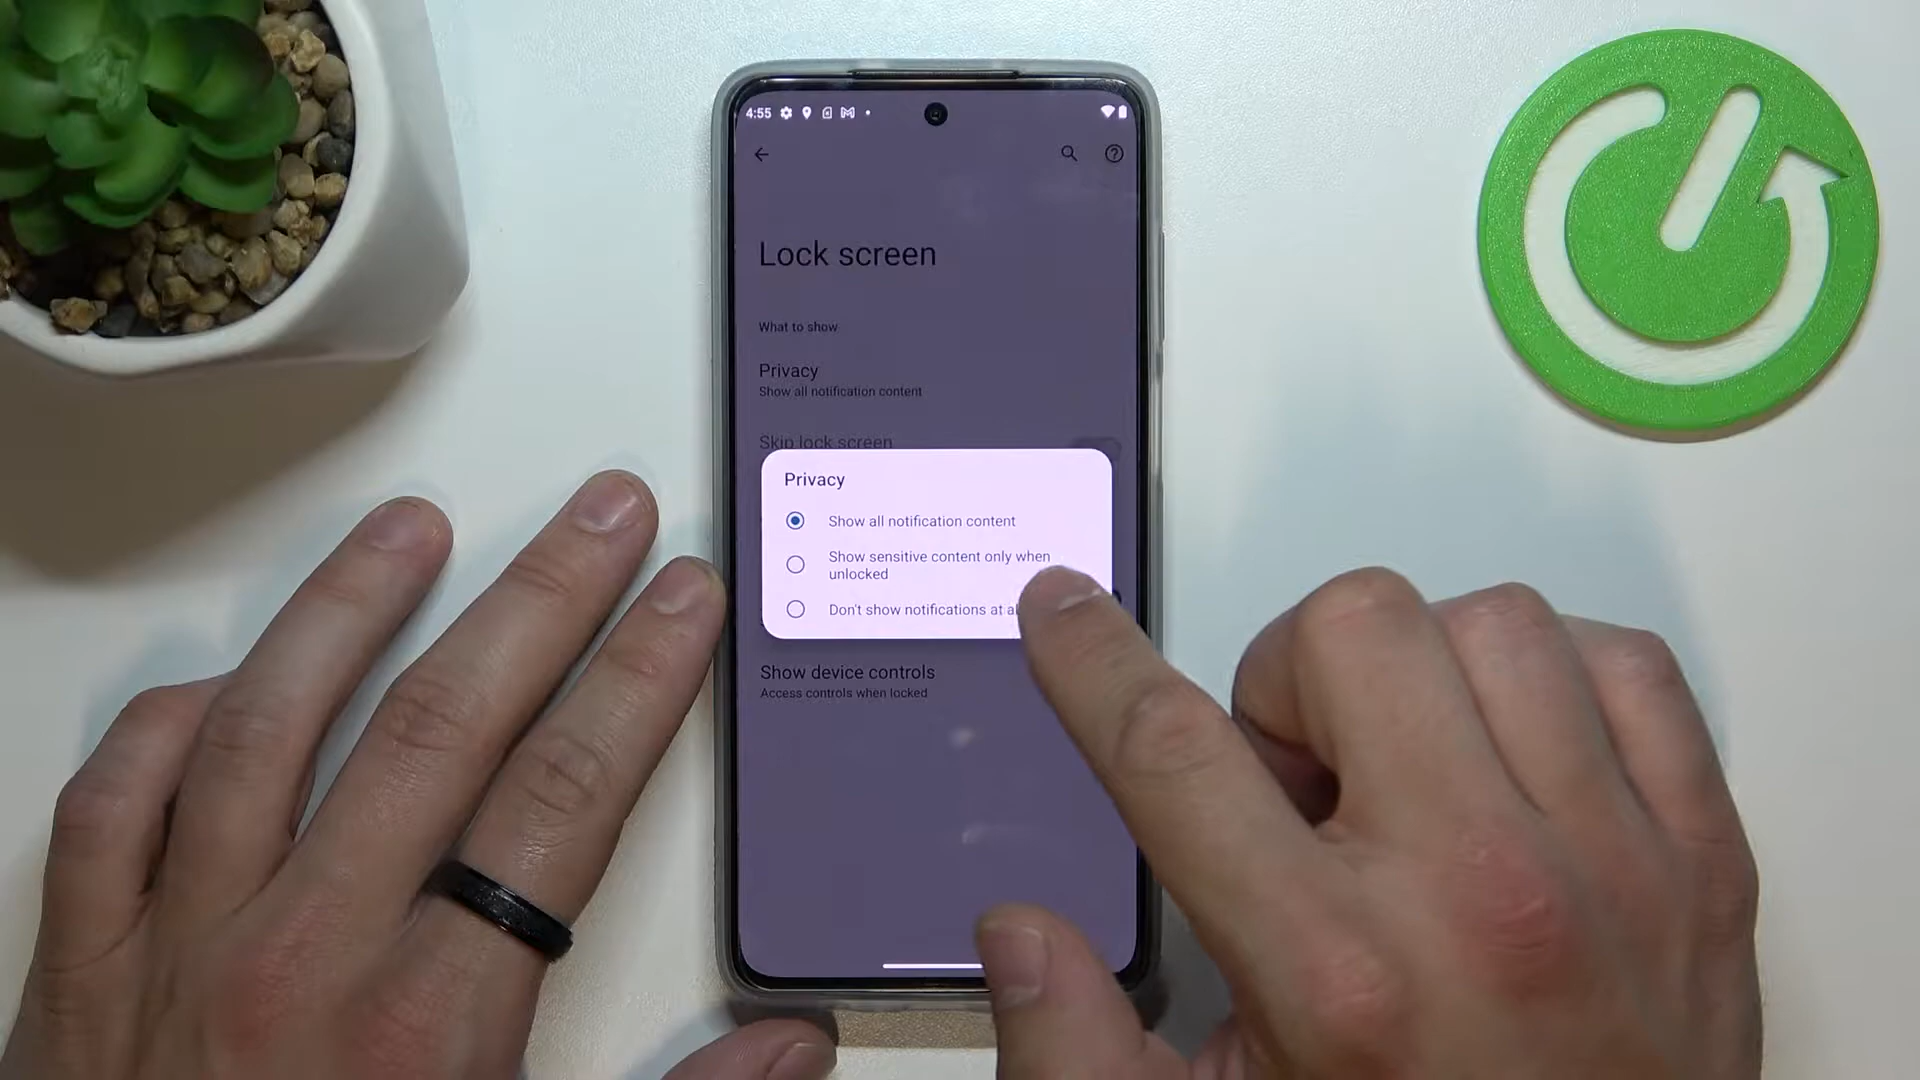 4:55
Lock screen
What to show
Privacy
Show all notification content
Skip lock screen
Privacy
Show all notification content
Show sensitive content only when
unlocked
Don't show notifications at
Show device controls
Access controls when locked